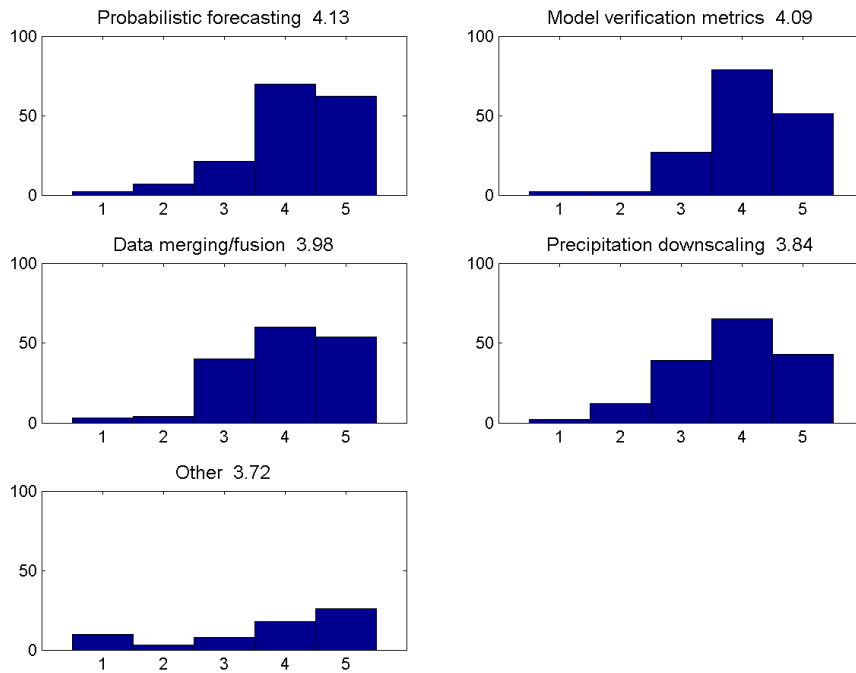 Probabilistic forecasting 4.13
100
50
0
1 2 3 4 5
Model verification metrics 4.09
100
50
0
1 2 3 4 5
Data merging/fusion 3.98
100
50
0
1 2 3 4 5
Precipitation downscaling 3.84
100
50
0
1 2 3 4 5
Other 3.72
100
50
0
1 2 3 4 5